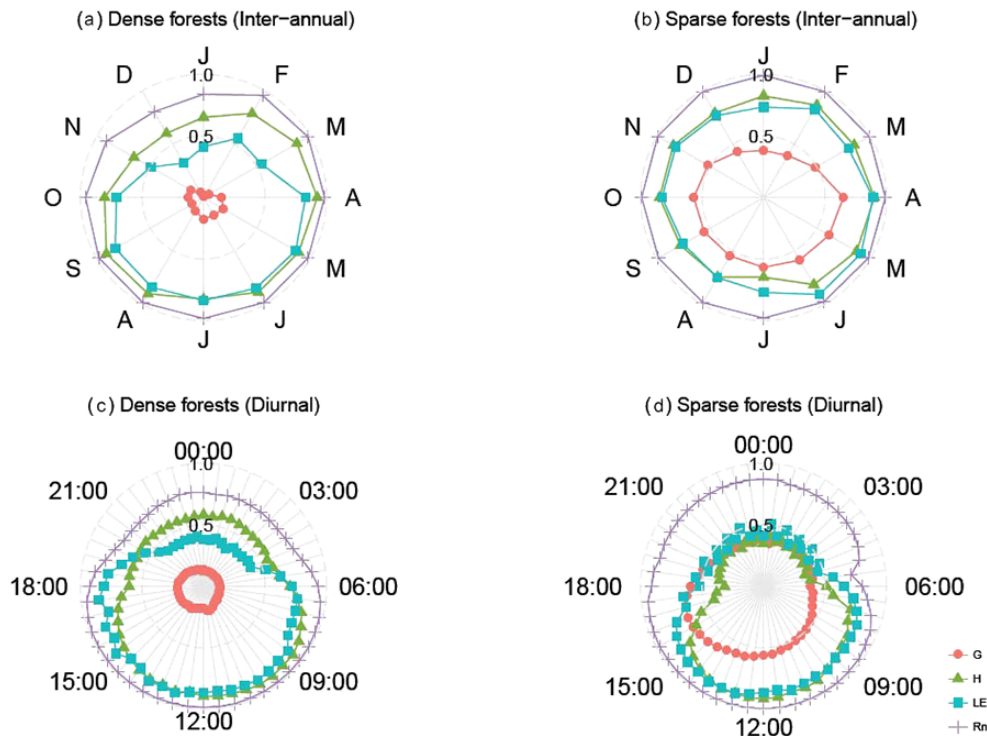 (a) Dense forests (Inter-annual)
(b) Sparse forests (Inter-annual)
J
D
F
1.0
N
M
0.5
O
A
S
M
A
J
J
J
D
F
1.0
N
M
0.5
O
A
S
M
A
J
J
(c) Dense forests (Diurnal)
(d) Sparse forests (Diurnal)
00:00
1.0
21:00
03:00
0.5
18:00
06:00
15:00
09:00
12:00
00:00
1.0
21:00
03:00
0.5
18:00
06:00
15:00
09:00
12:00
G
H
LE
Rn